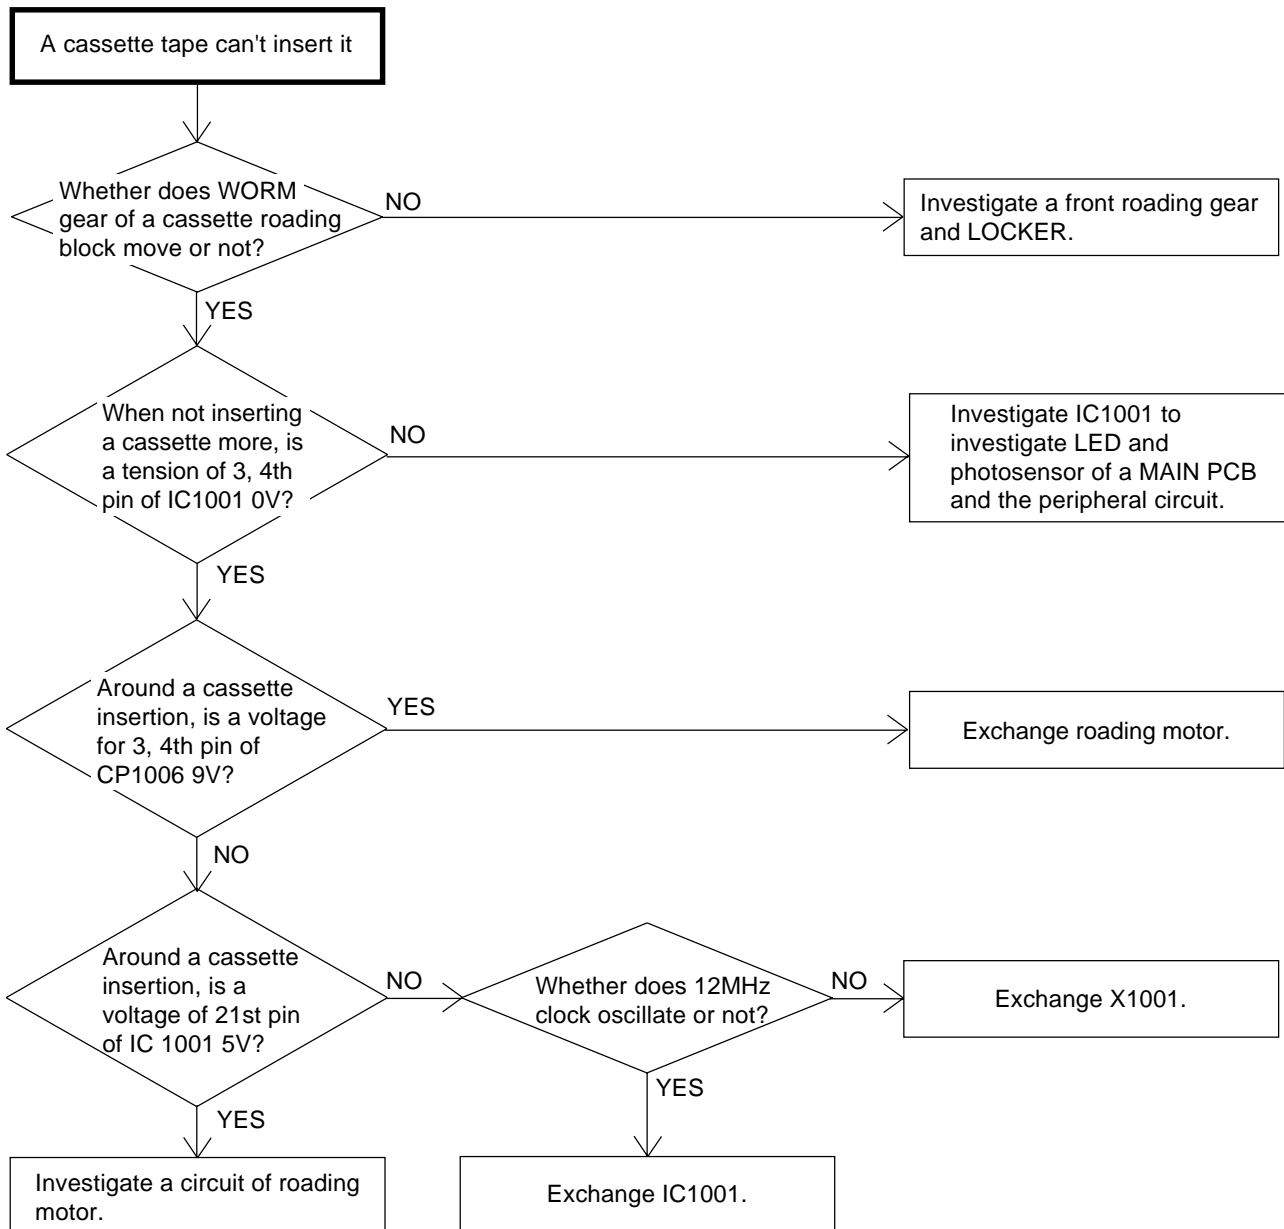 A cassette tape can't insert it
Whether does WORM
gear of a cassette roading
block move or not?
NO
Investigate a front roading gear
and LOCKER.
YES
When not inserting
a cassette more, is
a tension of 3, 4th
pin of IC1001 0V?
NO
Investigate IC1001 to
investigate LED and
photosensor of a MAIN PCB
and the peripheral circuit.
YES
Around a cassette
insertion, is a voltage
for 3, 4th pin of
CP1006 9V?
YES
Exchange roading motor.
NO
Around a cassette
insertion, is a
voltage of 21st pin
of IC 1001 5V?
NO
Whether does 12MHz
clock oscillate or not?
NO
Exchange X1001.
YES
YES
Investigate a circuit of roading
motor.
Exchange IC1001.